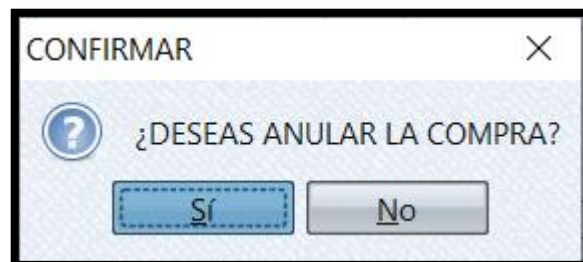 CONFIRMAR
¿DESEAS ANULAR LA COMPRA?
Sí No